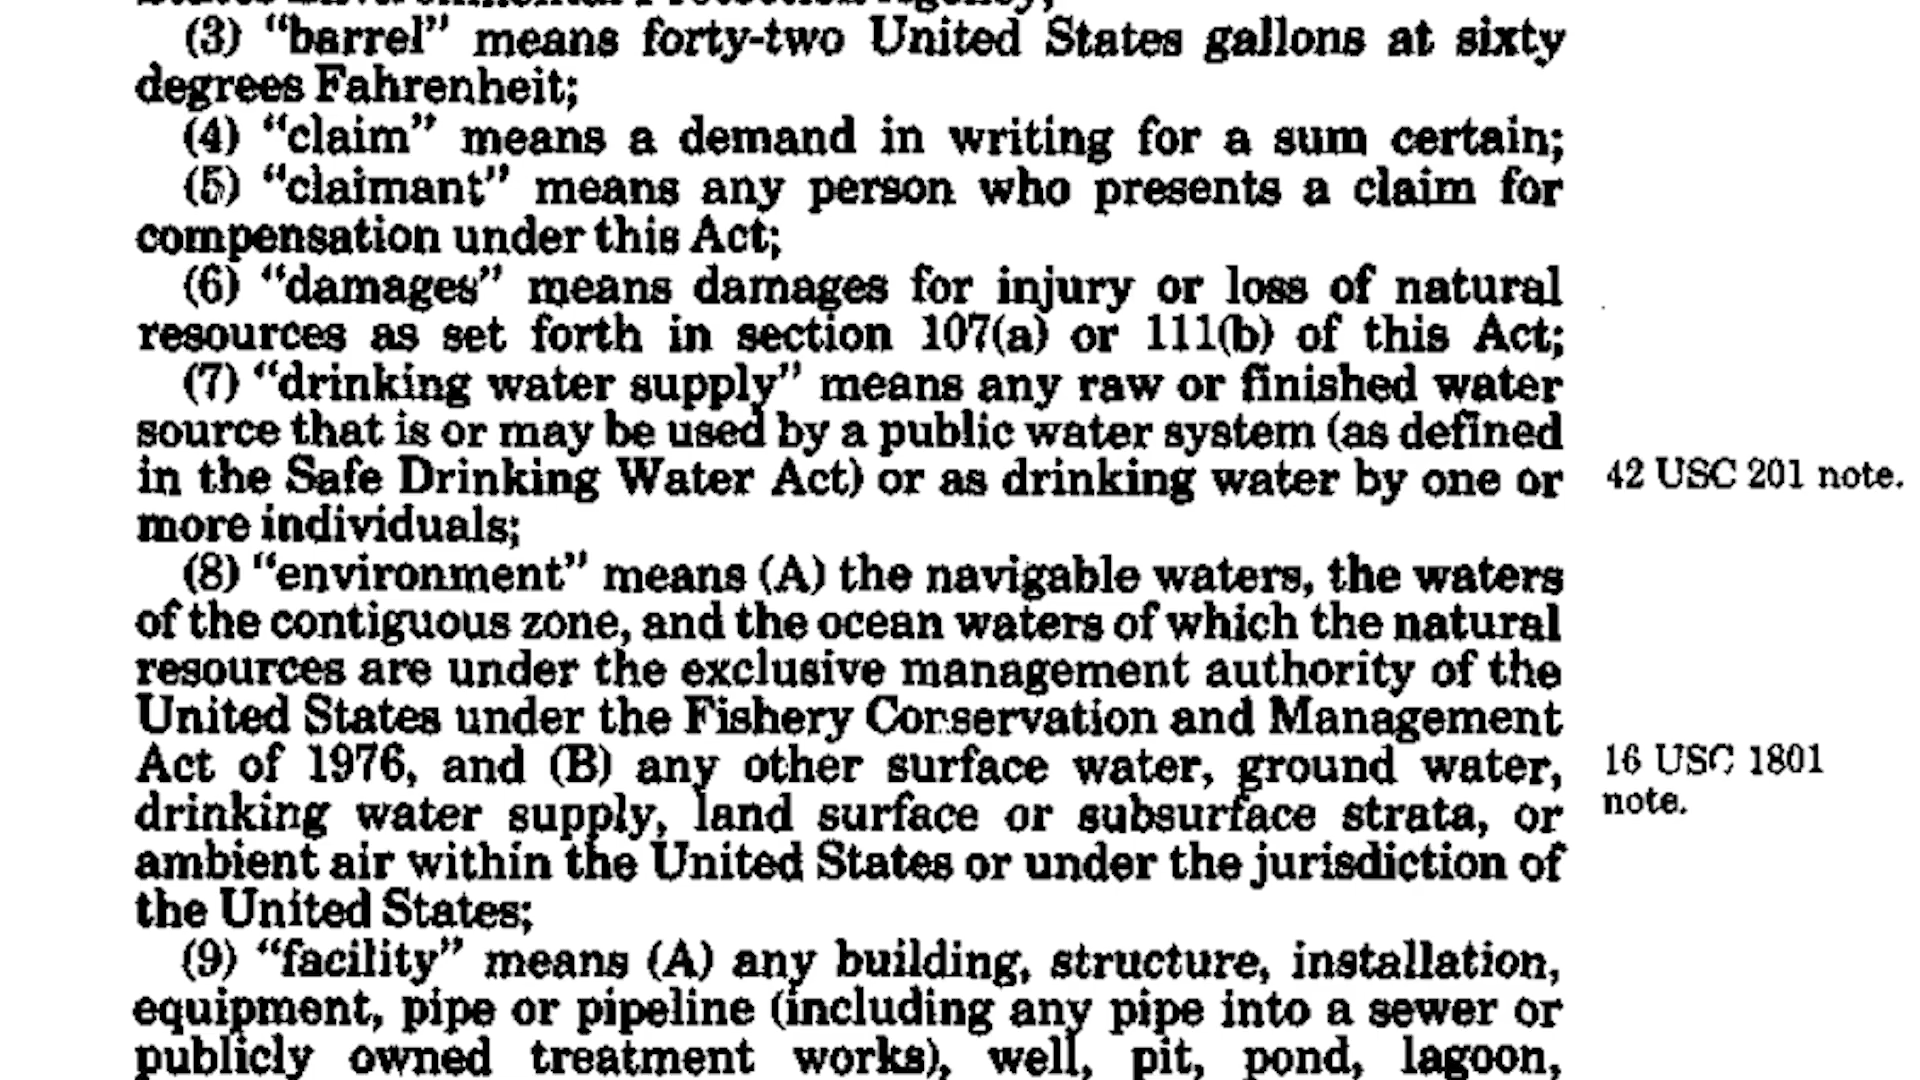 (3) “barrel” means forty-two United States gallons at sixty
degrees Fahrenheit;
(4) “claim” means a demand in writing for a sum certain;
(5) “claimant” means any person who presents a claim for
compensation under this Act;
(6) “damages” means damages for injury or loss of natural
resources as set forth in section 107(a) or 111(b) of this Act;
(7) “drinking water supply” means any raw or finished water
source that is or may be used by a public water system (as defined
in the Safe Drinking Water Act) or as drinking water by one or
42 USC 201 note.
more individuals;
(8) “environment” means (A) the navigable waters, the waters
of the contiguous zone, and the ocean waters of which the natural
resources are under the exclusive management authority of the
United States under the Fishery Conservation and Management
Act of 1976, and (B) any other surface water, ground water,
16 USC 1801
note.
drinking water supply, land surface or subsurface strata, or
ambient air within the United States or under the jurisdiction of
the United States;
(9) “facility” means (A) any building, structure, installation,
equipment, pipe or pipeline (including any pipe into a sewer or
publicly owned treatment works), well, pit, pond, lagoon,